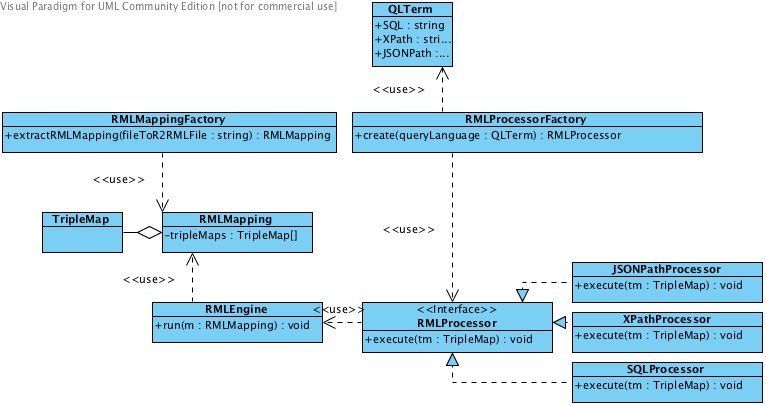 Visual Paradigm for UML Community Edition [not for commercial use]
QLTerm
+SQL : string
+XPath : stri...
+JSONPath :...
<<use>>
RMLMappingFactory
+extractRMLMapping(fileToR2RMLFile : string) : RMLMapping
RMLProcessorFactory
+create(queryLanguage : QLTerm) : RMLProcessor
<<use>>
TripleMap
RMLMapping
-tripleMaps : TripleMap[]
<<use>>
<<use>>
JSONPathProcessor
+execute(tm : TripleMap) : void
RMLEngine
+run(m : RMLMapping) : void
<<use>>
<<Interface>>
RMLProcessor
+execute(tm : TripleMap) : void
XPathProcessor
+execute(tm : TripleMap) : void
SQLProcessor
+execute(tm : TripleMap) : void